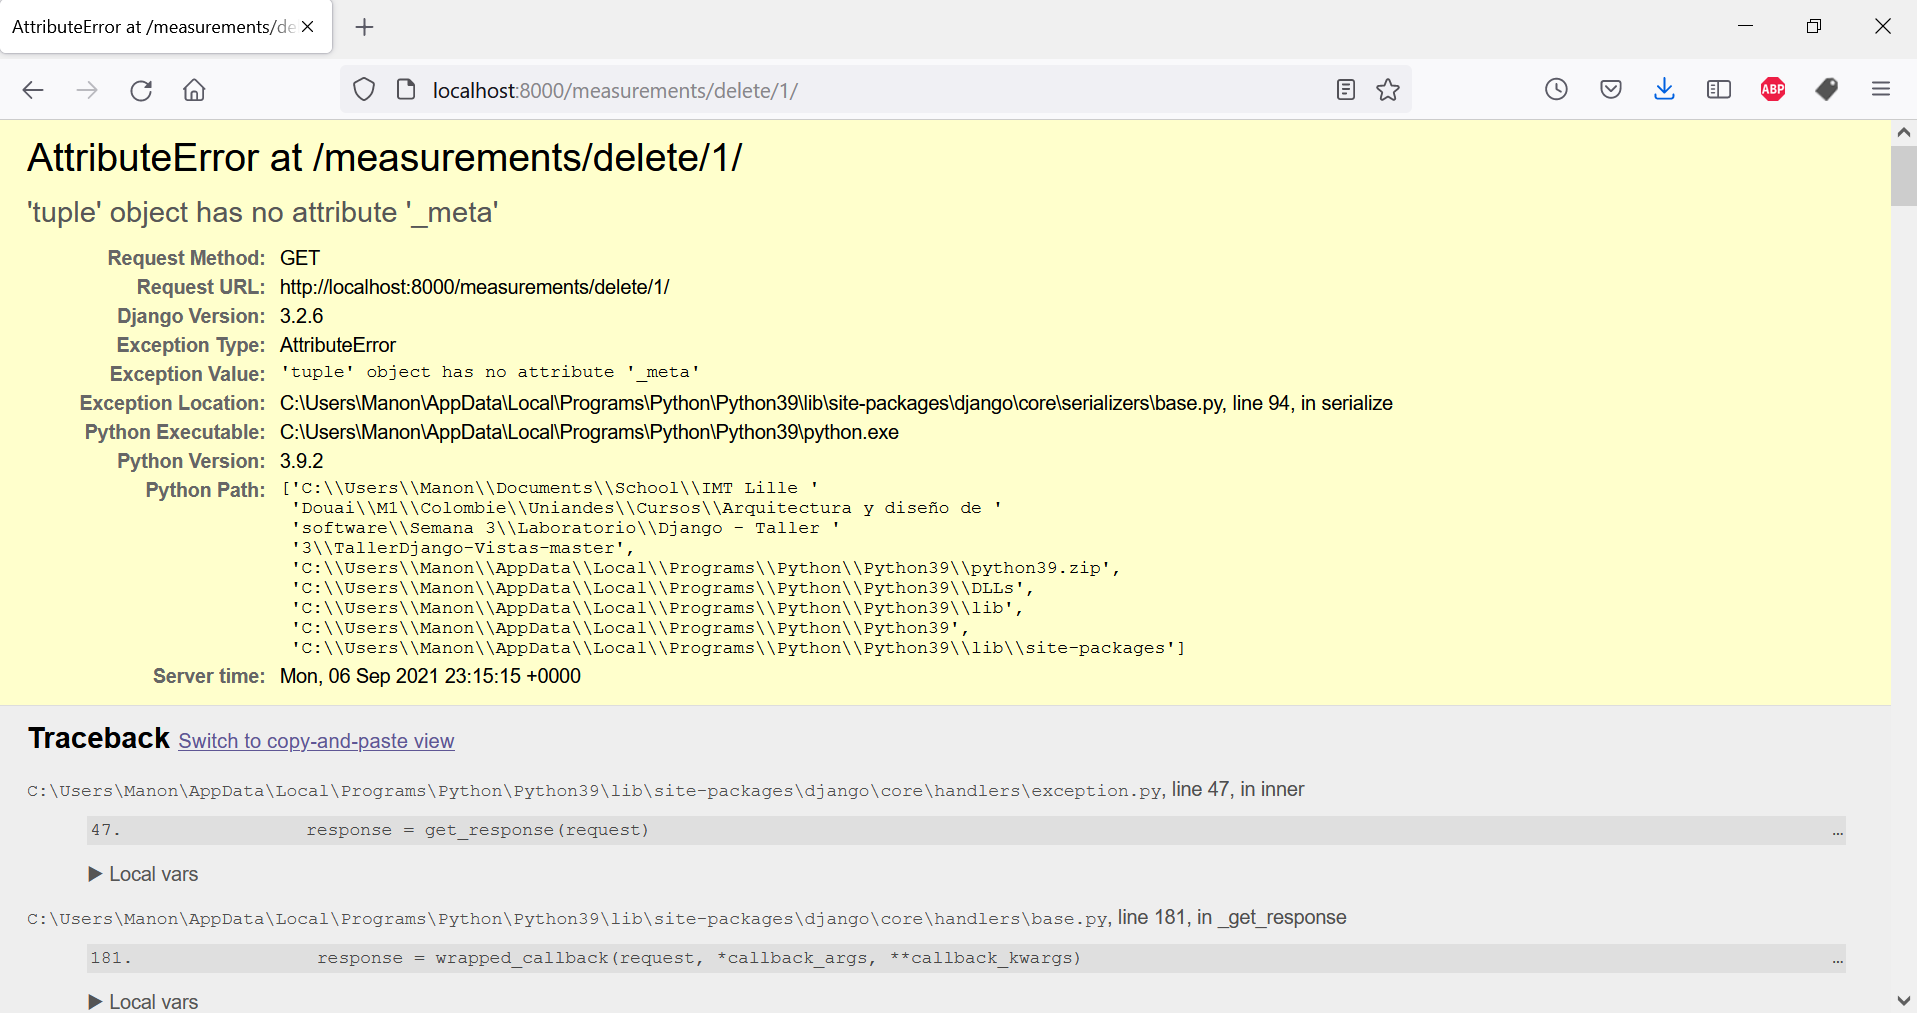 AttributeError at /measurements/de
localhost:8000/measurements/delete/1/
ABP
AttributeError at /measurements/delete/1/
'tuple' object has no attribute '_meta'
Request Method: GET
Request URL: http://localhost:8000/measurements/delete/1/
Django Version: 3.2.6
Exception Type: AttributeError
Exception Value: 'tuple' object has no attribute '_meta'
Exception Location: C:\Users\Manon\AppData\Local\Programs\Python\Python39\lib\site-packages\django\core\serializers\base.py, line 94, in serialize
Python Executable: C:\Users\Manon\AppData\Local\Programs\Python\Python39\python.exe
Python Version: 3.9.2
Python Path: ['C:\\Users\\Manon\\Documents\\School\\IMT Lille '
'Douai\\M1\\Colombie\\Uniandes\\Cursos\\Arquitectura y diseño de '
'software\\Semana 3\\Laboratorio\\Django - Taller '
'3\\TallerDjango-Vistas-master',
'C:\\Users\\Manon\\AppData\\Local\\Programs\\Python\\Python39\\python39.zip',
'C:\\Users\\Manon\\AppData\\Local\\Programs\\Python\\Python39\\DLLs',
'C:\\Users\\Manon\\AppData\\Local\\Programs\\Python\\Python39\\lib',
'C:\\Users\\Manon\\AppData\\Local\\Programs\\Python\\Python39',
'C:\\Users\\Manon\\AppData\\Local\\Programs\\Python\\Python39\\lib\\site-packages']
Server time: Mon, 06 Sep 2021 23:15:15 +0000
Traceback Switch to copy-and-paste view
C:\Users\Manon\AppData\Local\Programs\Python\Python39\lib\site-packages\django\core\handlers\exception.py, line 47, in inner
47. response = get_response(request) …
▶ Local vars
C:\Users\Manon\AppData\Local\Programs\Python\Python39\lib\site-packages\django\core\handlers\base.py, line 181, in _get_response
181. response = wrapped_callback(request, *callback_args, **callback_kwargs) …
▶ Local vars